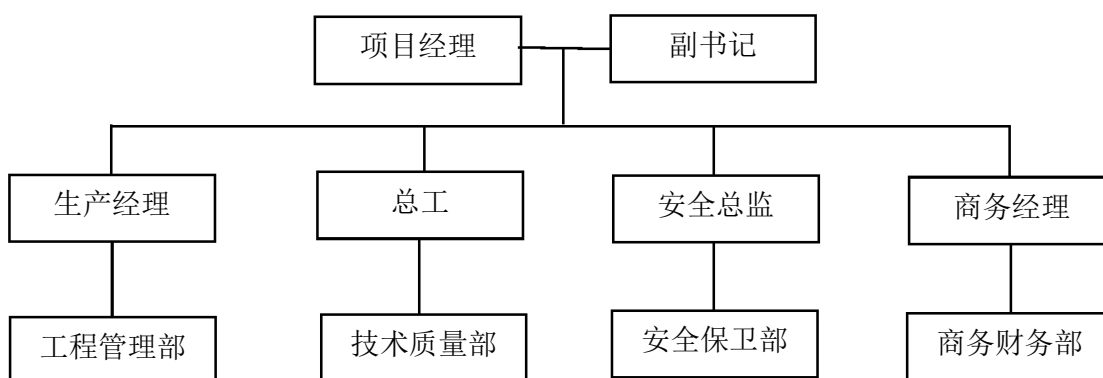 项目经理
副书记
生产经理
总工
安全总监
商务经理
工程管理部
技术质量部
安全保卫部
商务财务部